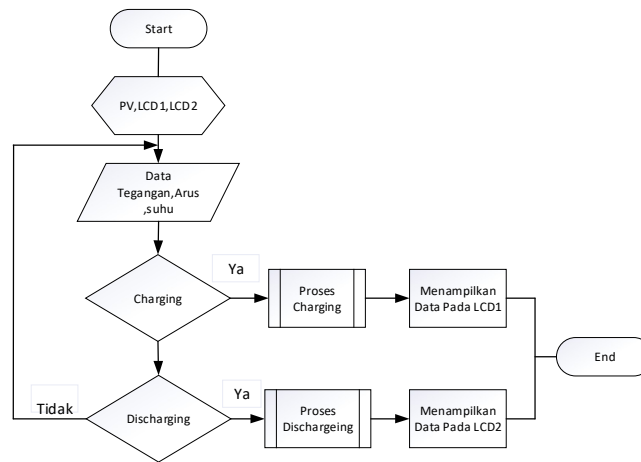 Start
PV,LCD1,LCD2
Data
Tegangan,Arus
,suhu
Charging
Ya
Proses
Charging
Menampilkan
Data Pada LCD1
End
Tidak
Discharging
Ya
Proses
Dischargeing
Menampilkan
Data Pada LCD2